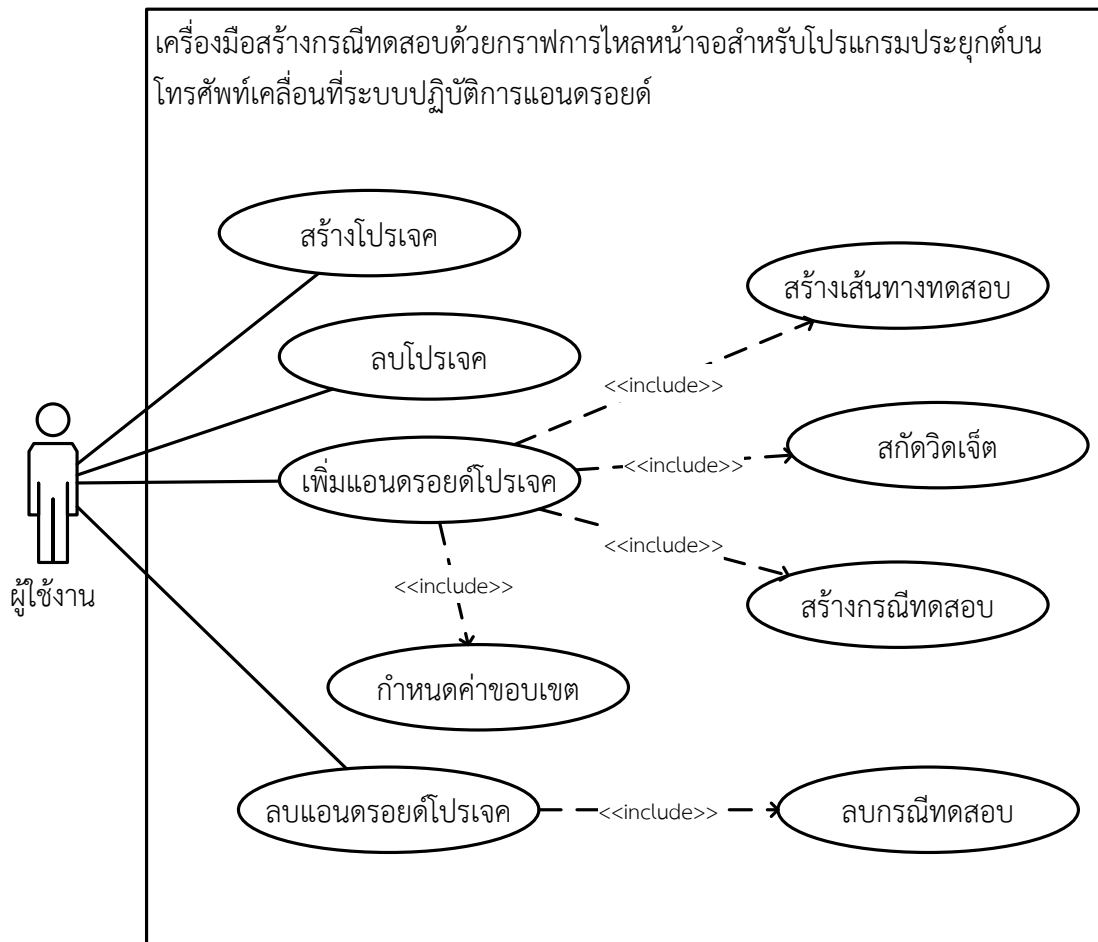 เครื่องมือสร้างกรณีทดสอบด้วยกราฟการไหลหน้าจอสำหรับโปรแกรมประยุกต์บน
โทรศัพท์เคลื่อนที่ระบบปฏิบัติการแอนดรอยด์
สร้างโปรเจค
สร้างเส้นทางทดสอบ
ลบโปรเจค
<<include>>
สกัดวิดเจ็ต
เพิ่มแอนดรอยด์โปรเจค
<<include>>
<<include>>
<<include>>
ผู้ใช้งาน
สร้างกรณีทดสอบ
กำหนดค่าขอบเขต
ลบแอนดรอยด์โปรเจค
<<include>>
ลบกรณีทดสอบ